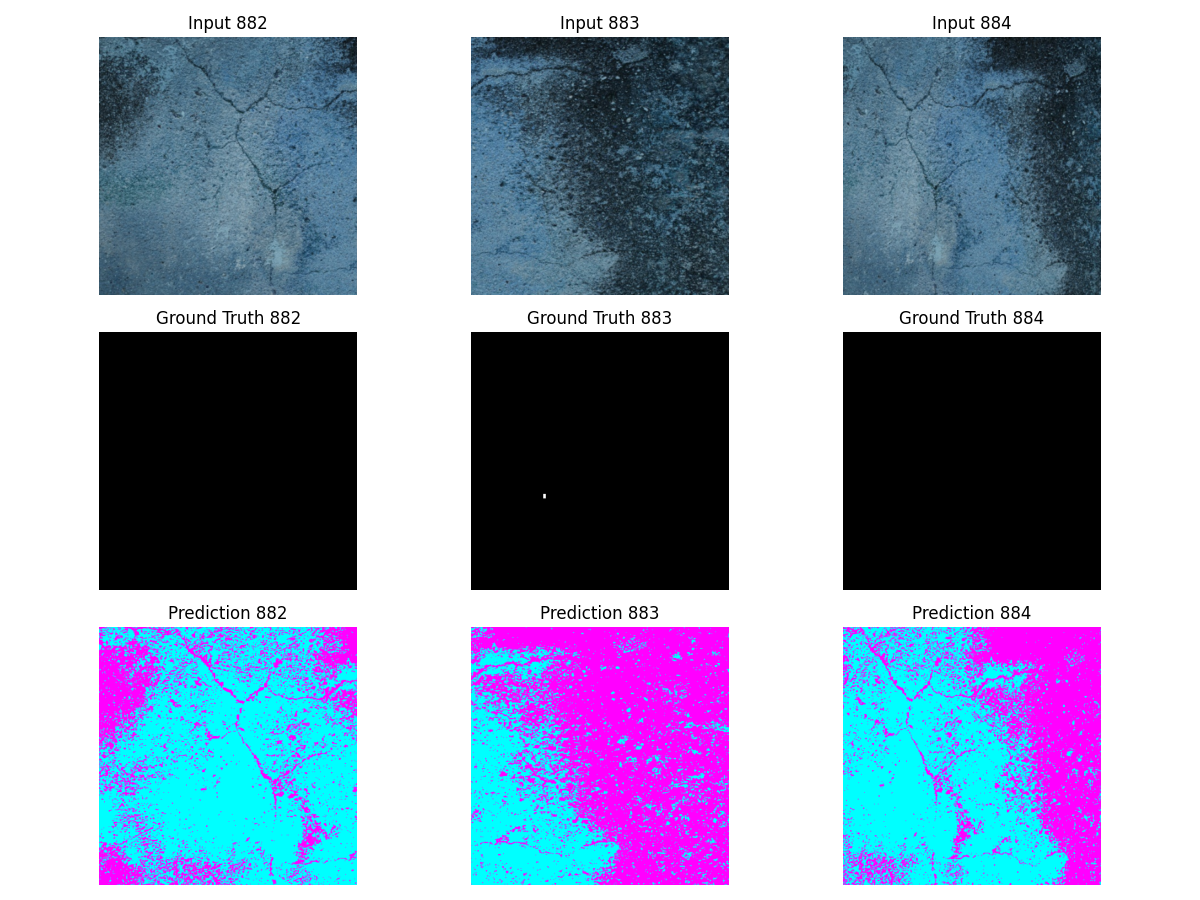 Input 882
Input 883
Input 884
Ground Truth 882
Ground Truth 883
Ground Truth 884
Prediction 882
Prediction 883
Prediction 884